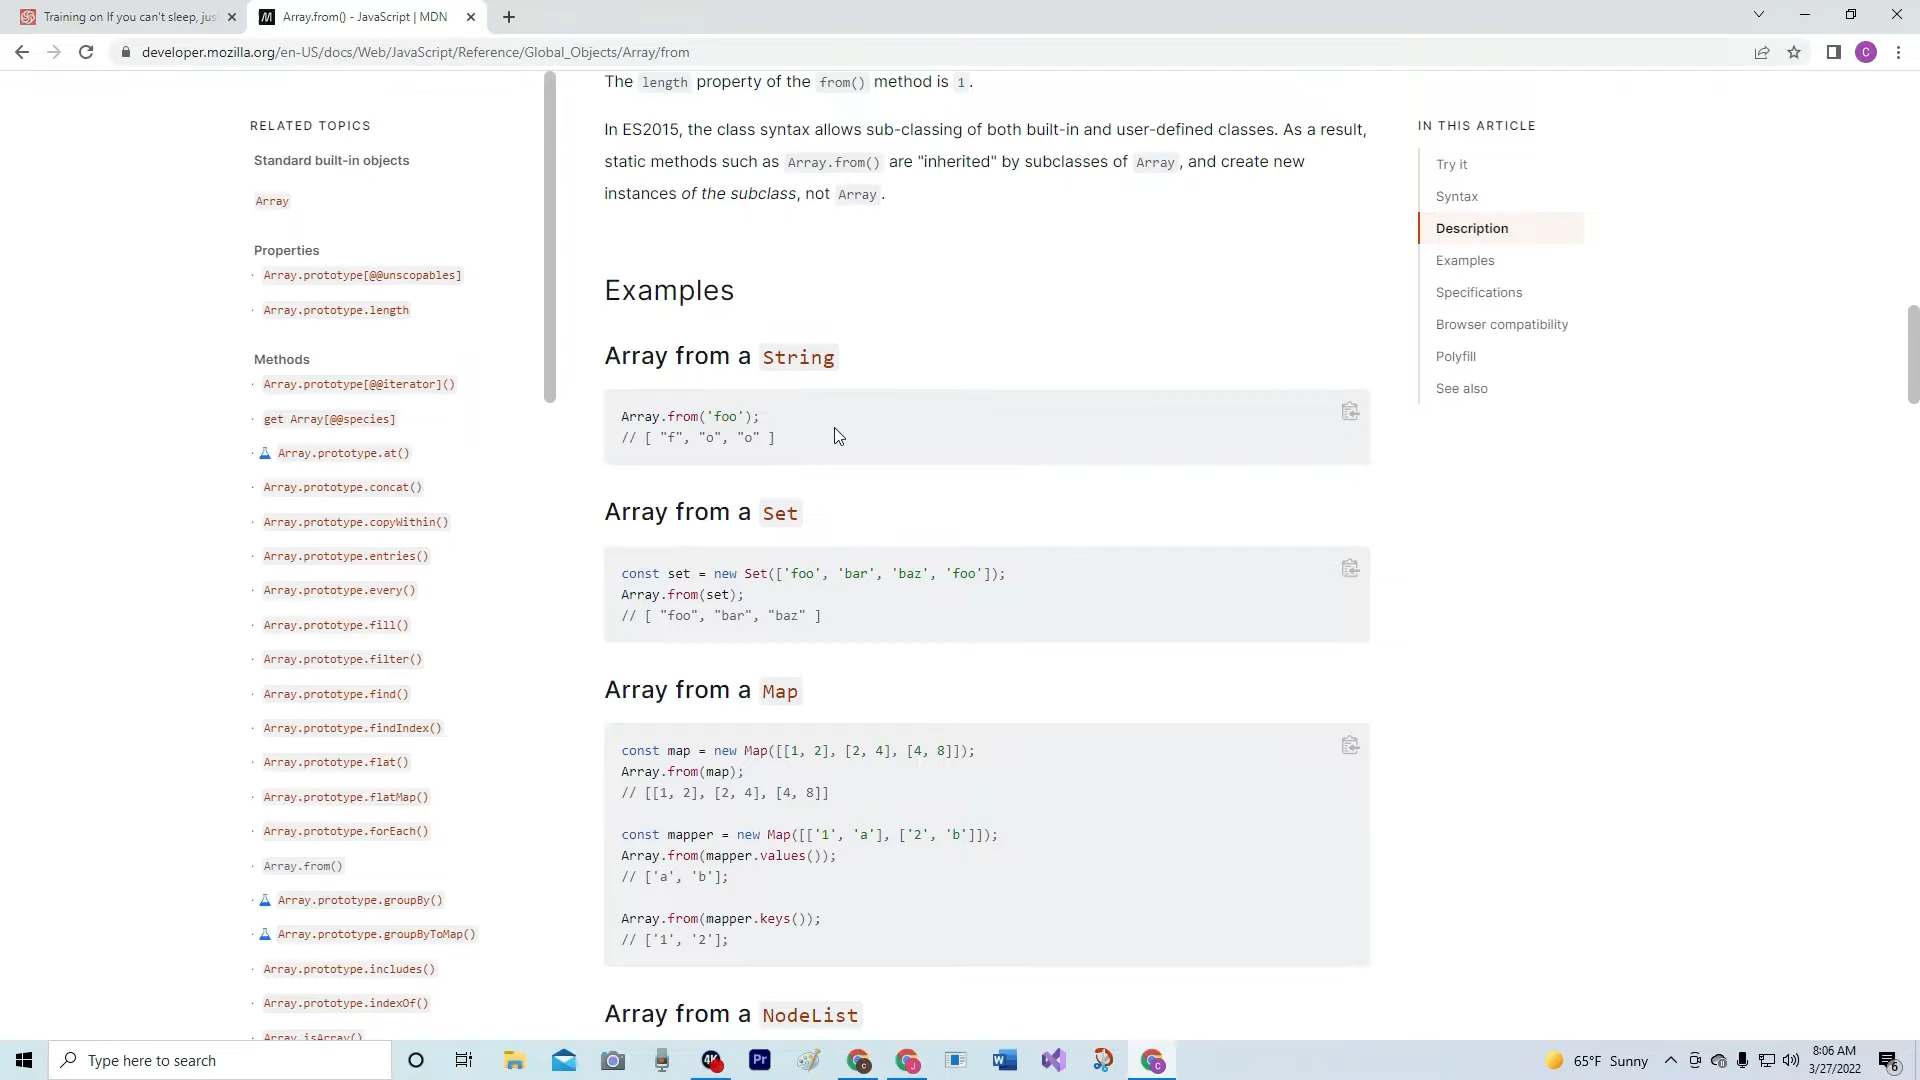 Training on If you can't sleep, jus
Array.from() - JavaScript | MDN
developer.mozilla.org/en-US/docs/Web/JavaScript/Reference/Global_Objects/Array/from
C
RELATED TOPICS
Standard built-in objects
Array
Properties
Array.prototype[@@unscopables]
Array.prototype.length
Methods
Array.prototype[@@iterator]()
get Array[@@species]
Array.prototype.at()
Array.prototype.concat()
Array.prototype.copyWithin()
Array.prototype.entries()
Array.prototype.every()
Array.prototype.fill()
Array.prototype.filter()
Array.prototype.find()
Array.prototype.findIndex()
Array.prototype.flat()
Array.prototype.flatMap()
Array.prototype.forEach()
Array.from()
Array.prototype.groupBy()
Array.prototype.groupByToMap()
Array.prototype.includes()
Array.prototype.indexOf()
Array.isArray()
The length property of the from() method is 1.
In ES2015, the class syntax allows sub-classing of both built-in and user-defined classes. As a result,
static methods such as Array.from() are "inherited" by subclasses of Array, and create new
instances of the subclass, not Array.
Examples
Array from a String
Array.from('foo');
// [ "f", "o", "o" ]
Array from a Set
const set = new Set(['foo', 'bar', 'baz', 'foo']);
Array.from(set);
// [ "foo", "bar", "baz" ]
Array from a Map
const map = new Map([[1, 2], [2, 4], [4, 8]]);
Array.from(map);
// [[1, 2], [2, 4], [4, 8]]
const mapper = new Map([['1', 'a'], ['2', 'b']]);
Array.from(mapper.values());
// ['a', 'b'];
Array.from(mapper.keys());
// ['1', '2'];
Array from a NodeList
IN THIS ARTICLE
Try it
Syntax
Description
Examples
Specifications
Browser compatibility
Polyfill
See also
Type here to search
4K
Pr
65°F Sunny
8:06 AM
3/27/2022
6